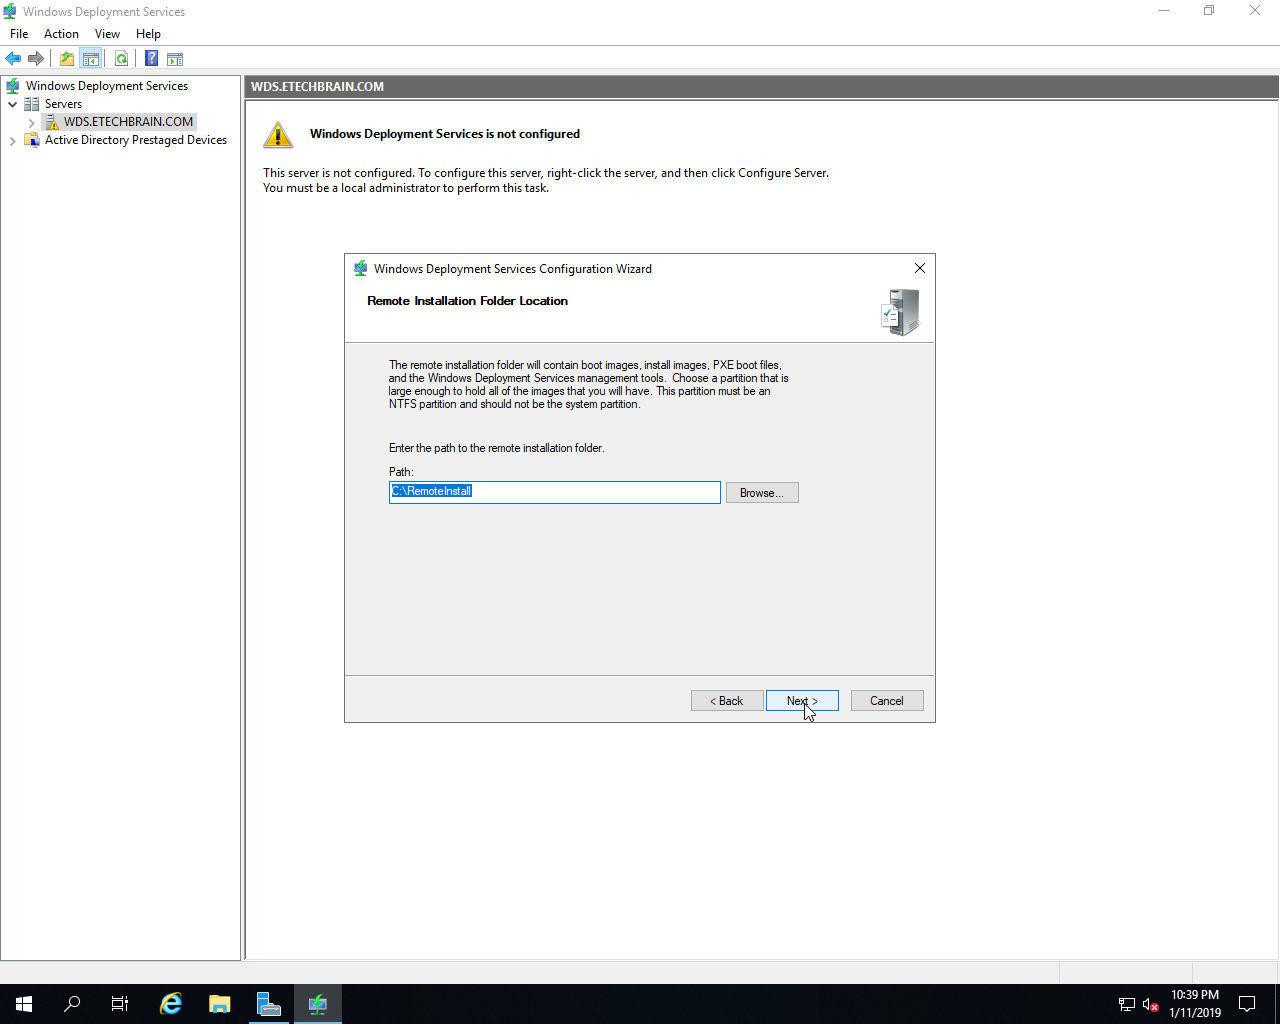 Windows Deployment Services
File Action View Help
Windows Deployment Services
Servers
WDS.ETECHBRAIN.COM
Active Directory Prestaged Devices
WDS.ETECHBRAIN.COM
Windows Deployment Services is not configured
This server is not configured. To configure this server, right-click the server, and then click Configure Server.
You must be a local administrator to perform this task.
Windows Deployment Services Configuration Wizard
Remote Installation Folder Location
The remote installation folder will contain boot images, install images, PXE boot files,
and the Windows Deployment Services management tools. Choose a partition that is
large enough to hold all of the images that you will have. This partition must be an
NTFS partition and should not be the system partition.
Enter the path to the remote installation folder.
Path:
C:\RemoteInstall
Browse...
< Back Next > Cancel
10:39 PM
1/11/2019